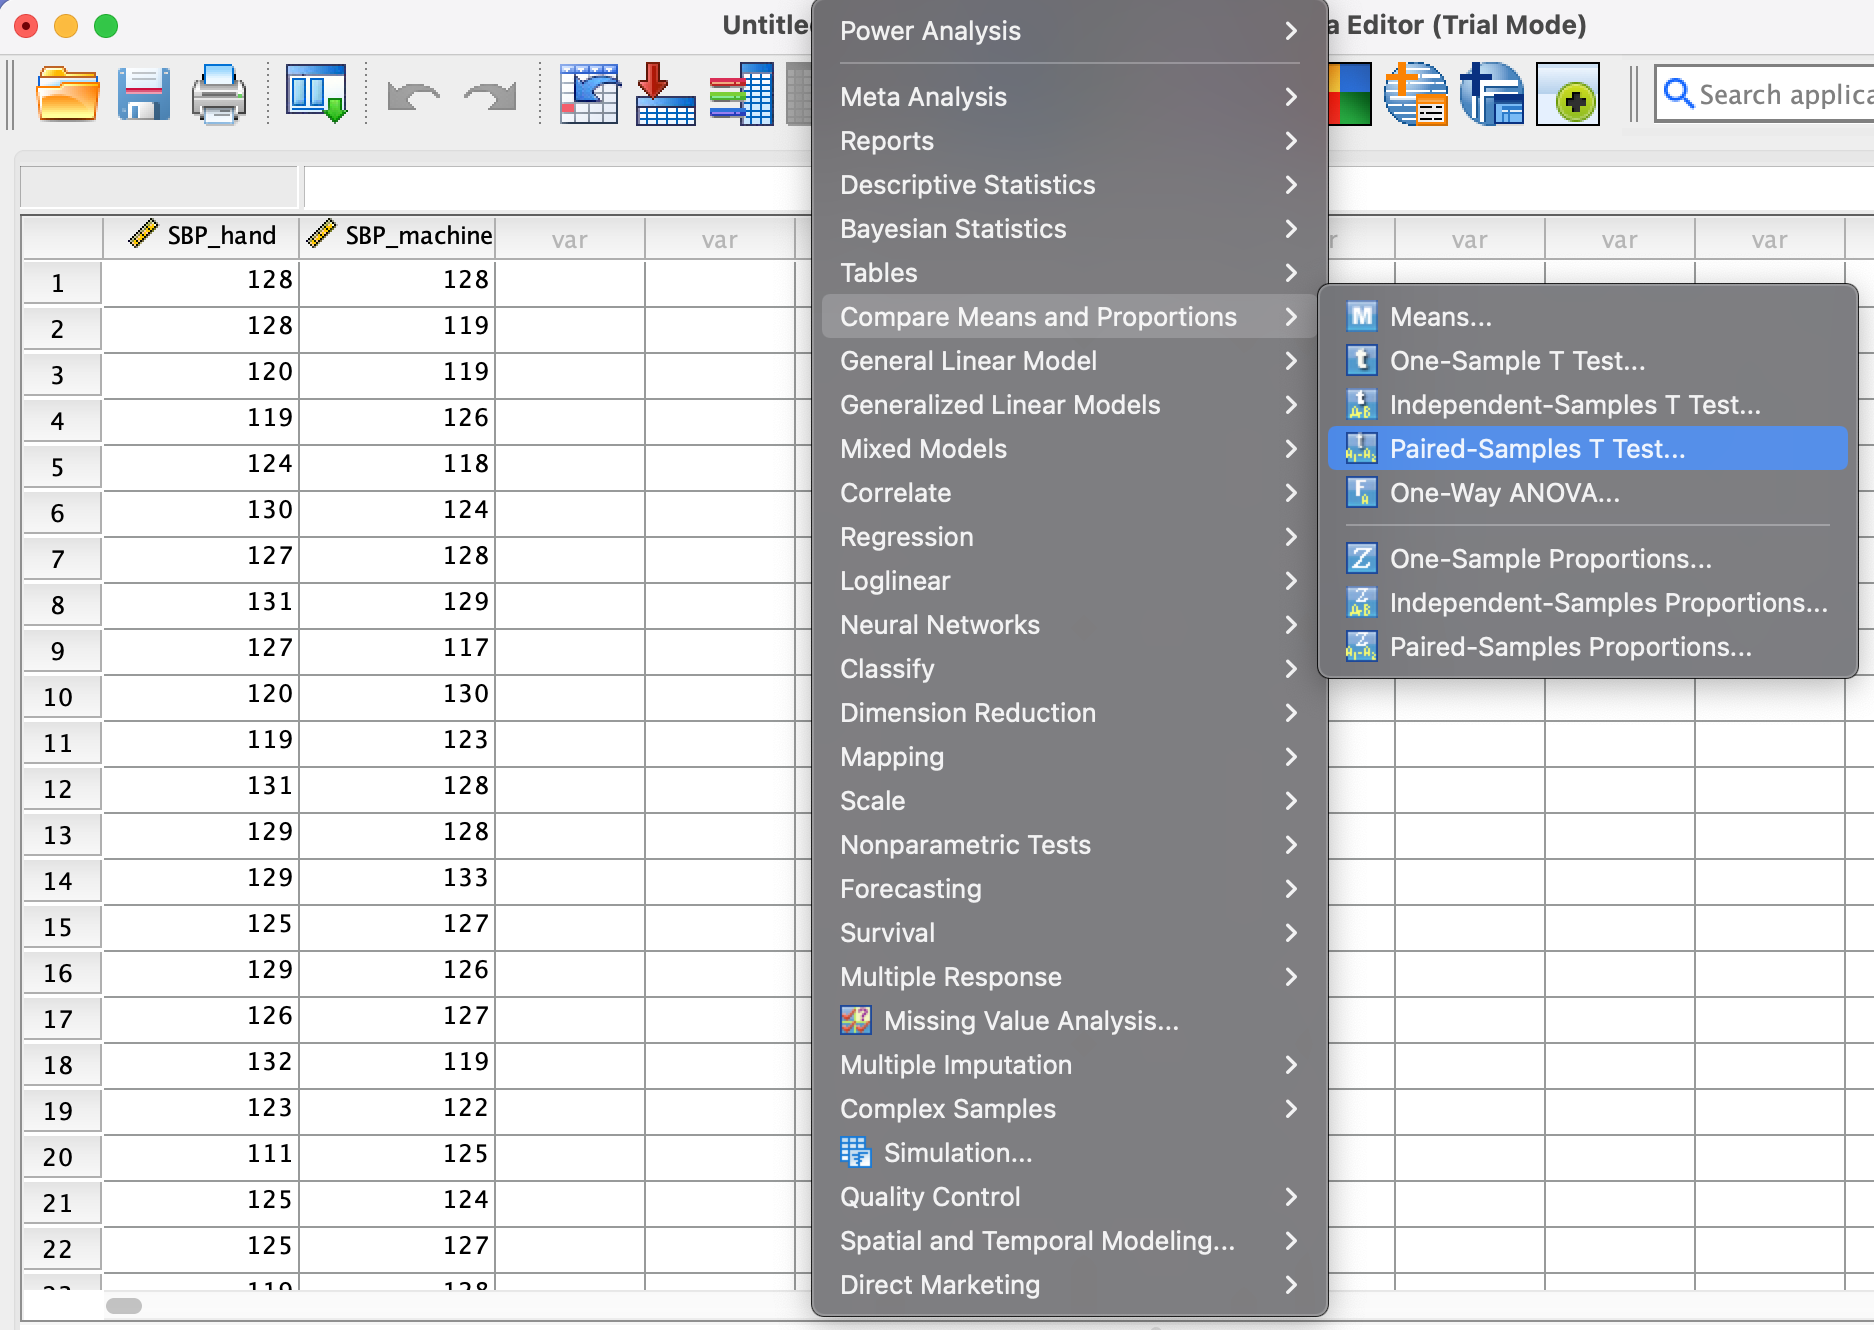 Untitle
a Editor (Trial Mode)
Search applica
SBP_hand SBP_machine var var r var var var
1 128 128
2 128 119
3 120 119
4 119 126
5 124 118
6 130 124
7 127 128
8 131 129
9 127 117
10 120 130
11 119 123
12 131 128
13 129 128
14 129 133
15 125 127
16 129 126
17 126 127
18 132 119
19 123 122
20 111 125
21 125 124
22 125 127
Power Analysis
Meta Analysis
Reports
Descriptive Statistics
Bayesian Statistics
Tables
Compare Means and Proportions
General Linear Model
Generalized Linear Models
Mixed Models
Correlate
Regression
Loglinear
Neural Networks
Classify
Dimension Reduction
Mapping
Scale
Nonparametric Tests
Forecasting
Survival
Multiple Response
Missing Value Analysis...
Multiple Imputation
Complex Samples
Simulation...
Quality Control
Spatial and Temporal Modeling...
Direct Marketing
M Means...
t One-Sample T Test...
Independent-Samples T Test...
Paired-Samples T Test...
One-Way ANOVA...
Z One-Sample Proportions...
Independent-Samples Proportions...
Paired-Samples Proportions...